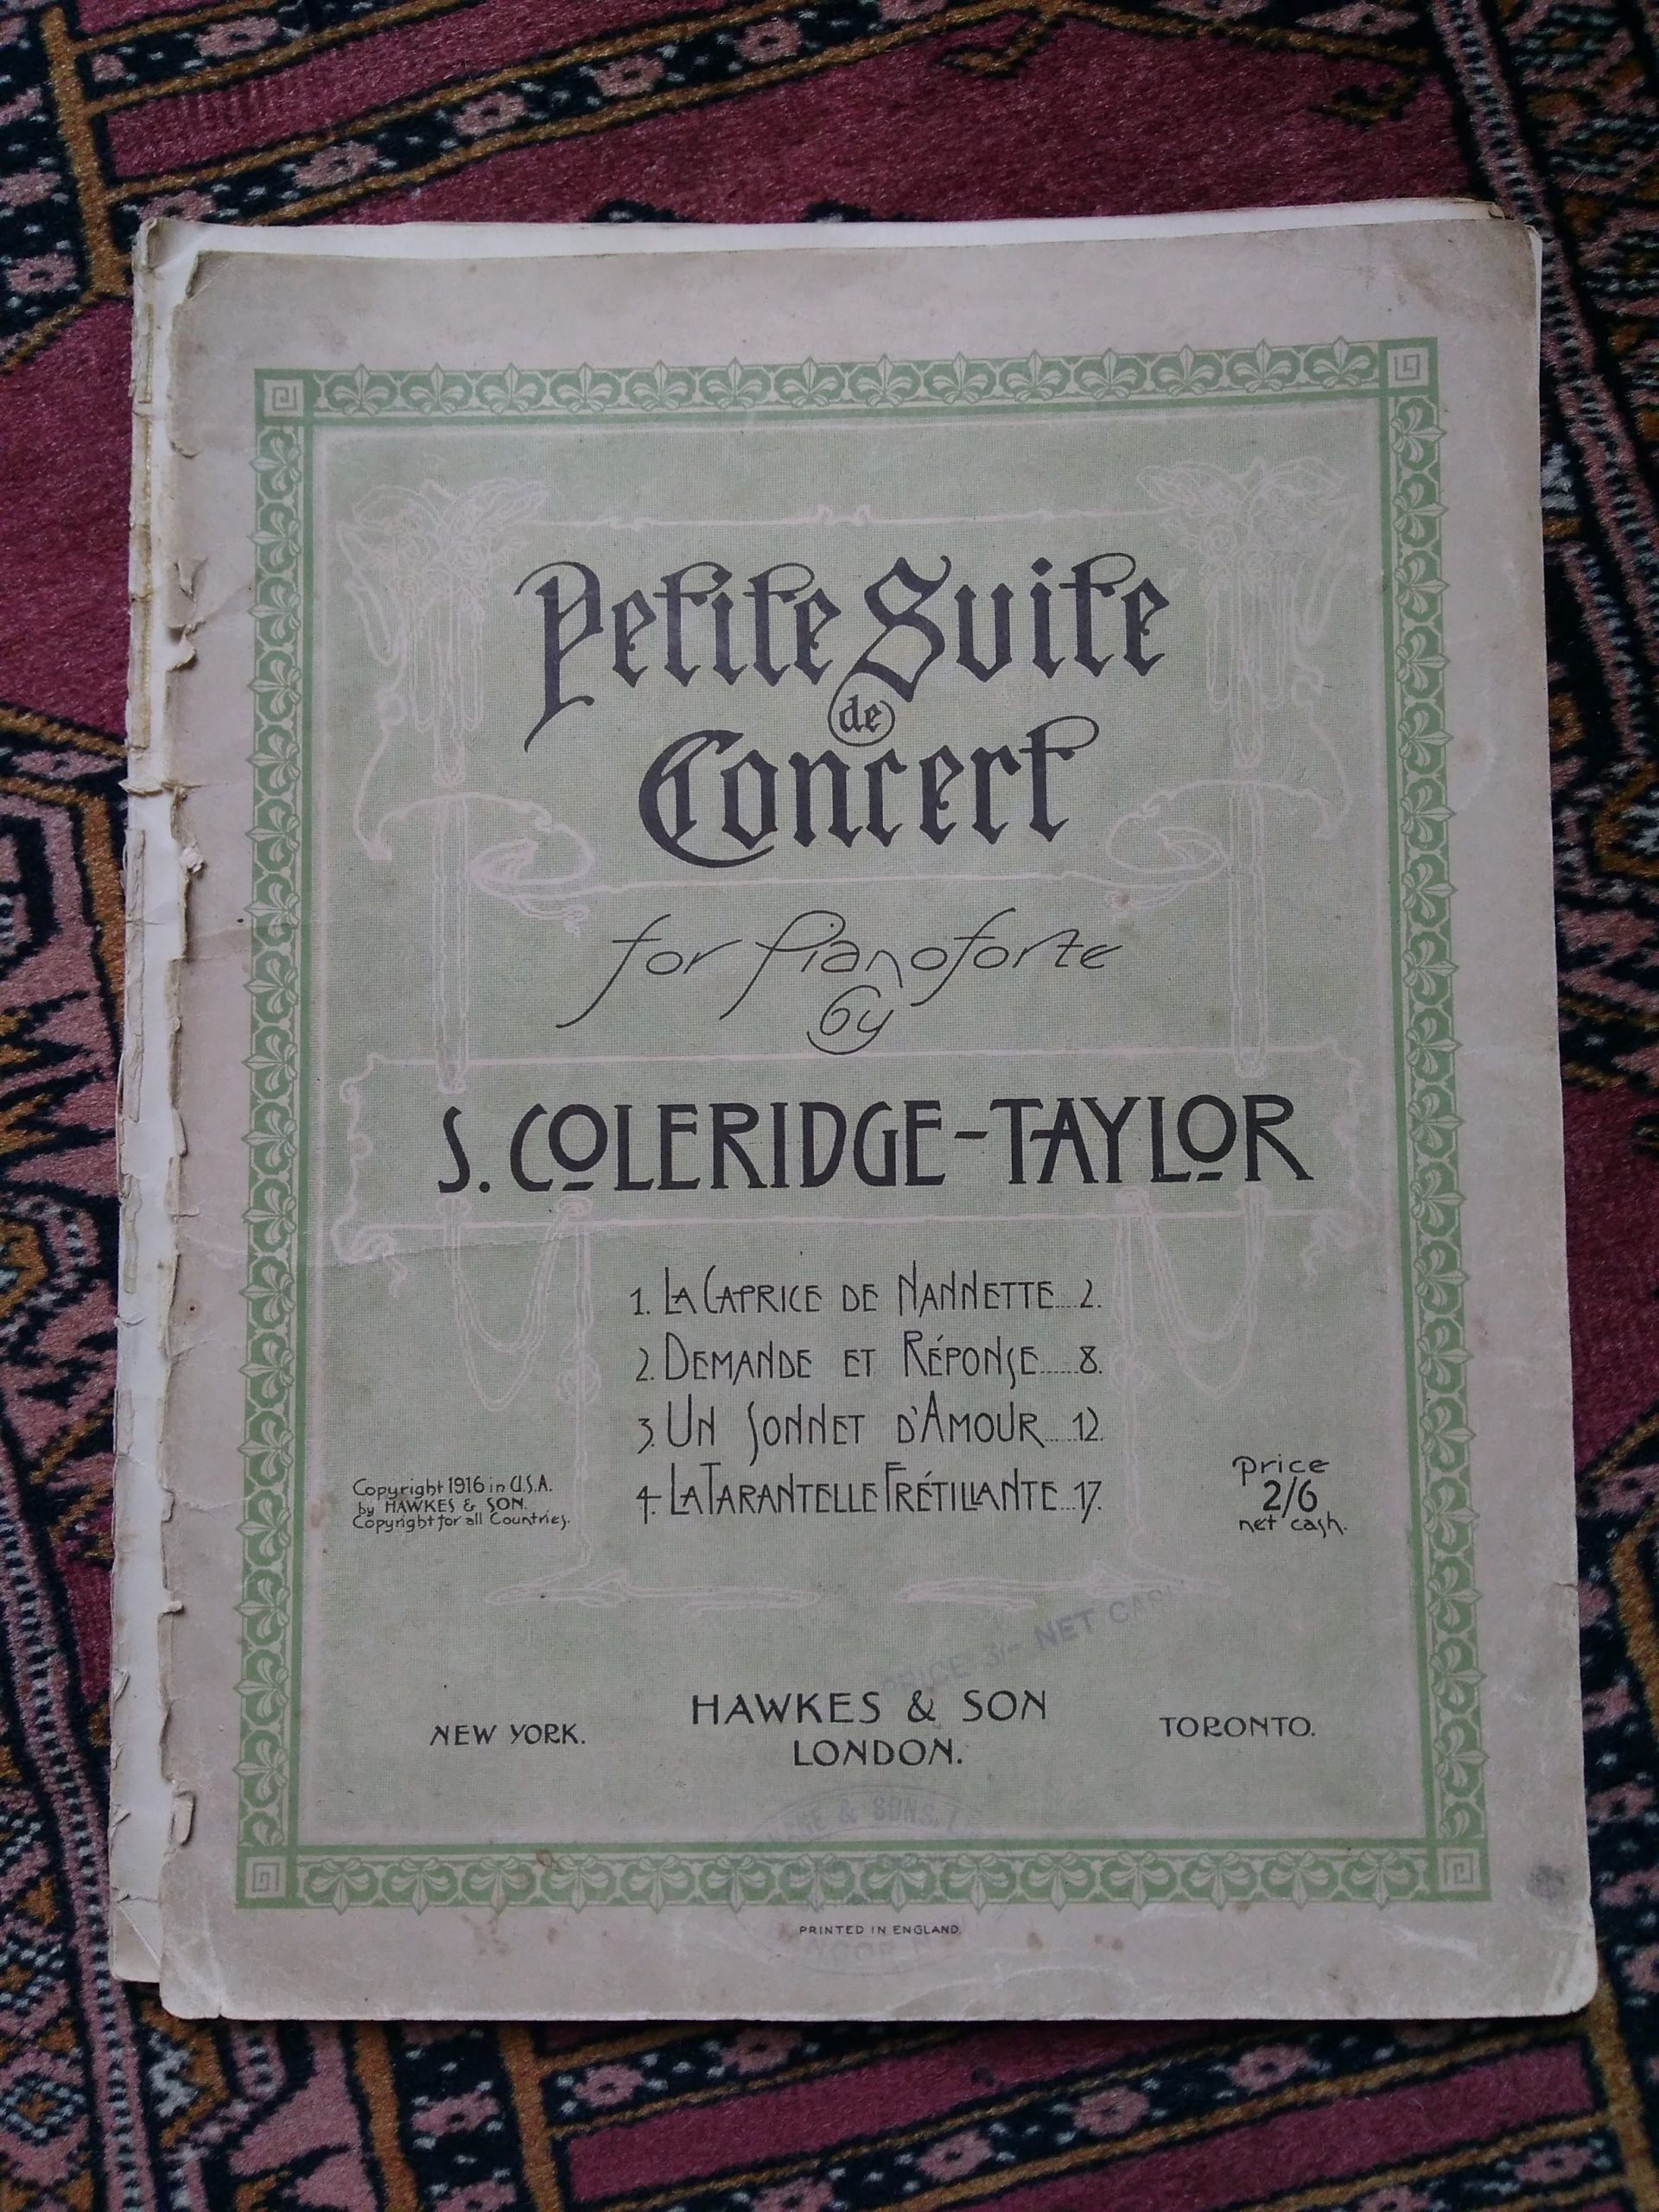 Petite Suite
de
Concert
for Pianoforte
by
S. COLERIDGE-TAYLOR
1. LA CAPRICE DE NANNETTE....2.
2. DEMANDE ET RÉPONSE......8.
3. UN SONNET D'AMOUR.....12.
4. LA TARANTELLE FRÉTILLANTE...17.
Copyright 1916 in U.S.A.
by HAWKES & SON.
Copyright for all Countries.
Price
2/6
net cash.
PRICE 3/- NET CASH
HAWKES & SON
LONDON.
NEW YORK.
TORONTO.
& SONS, L
PRINTED IN ENGLAND.